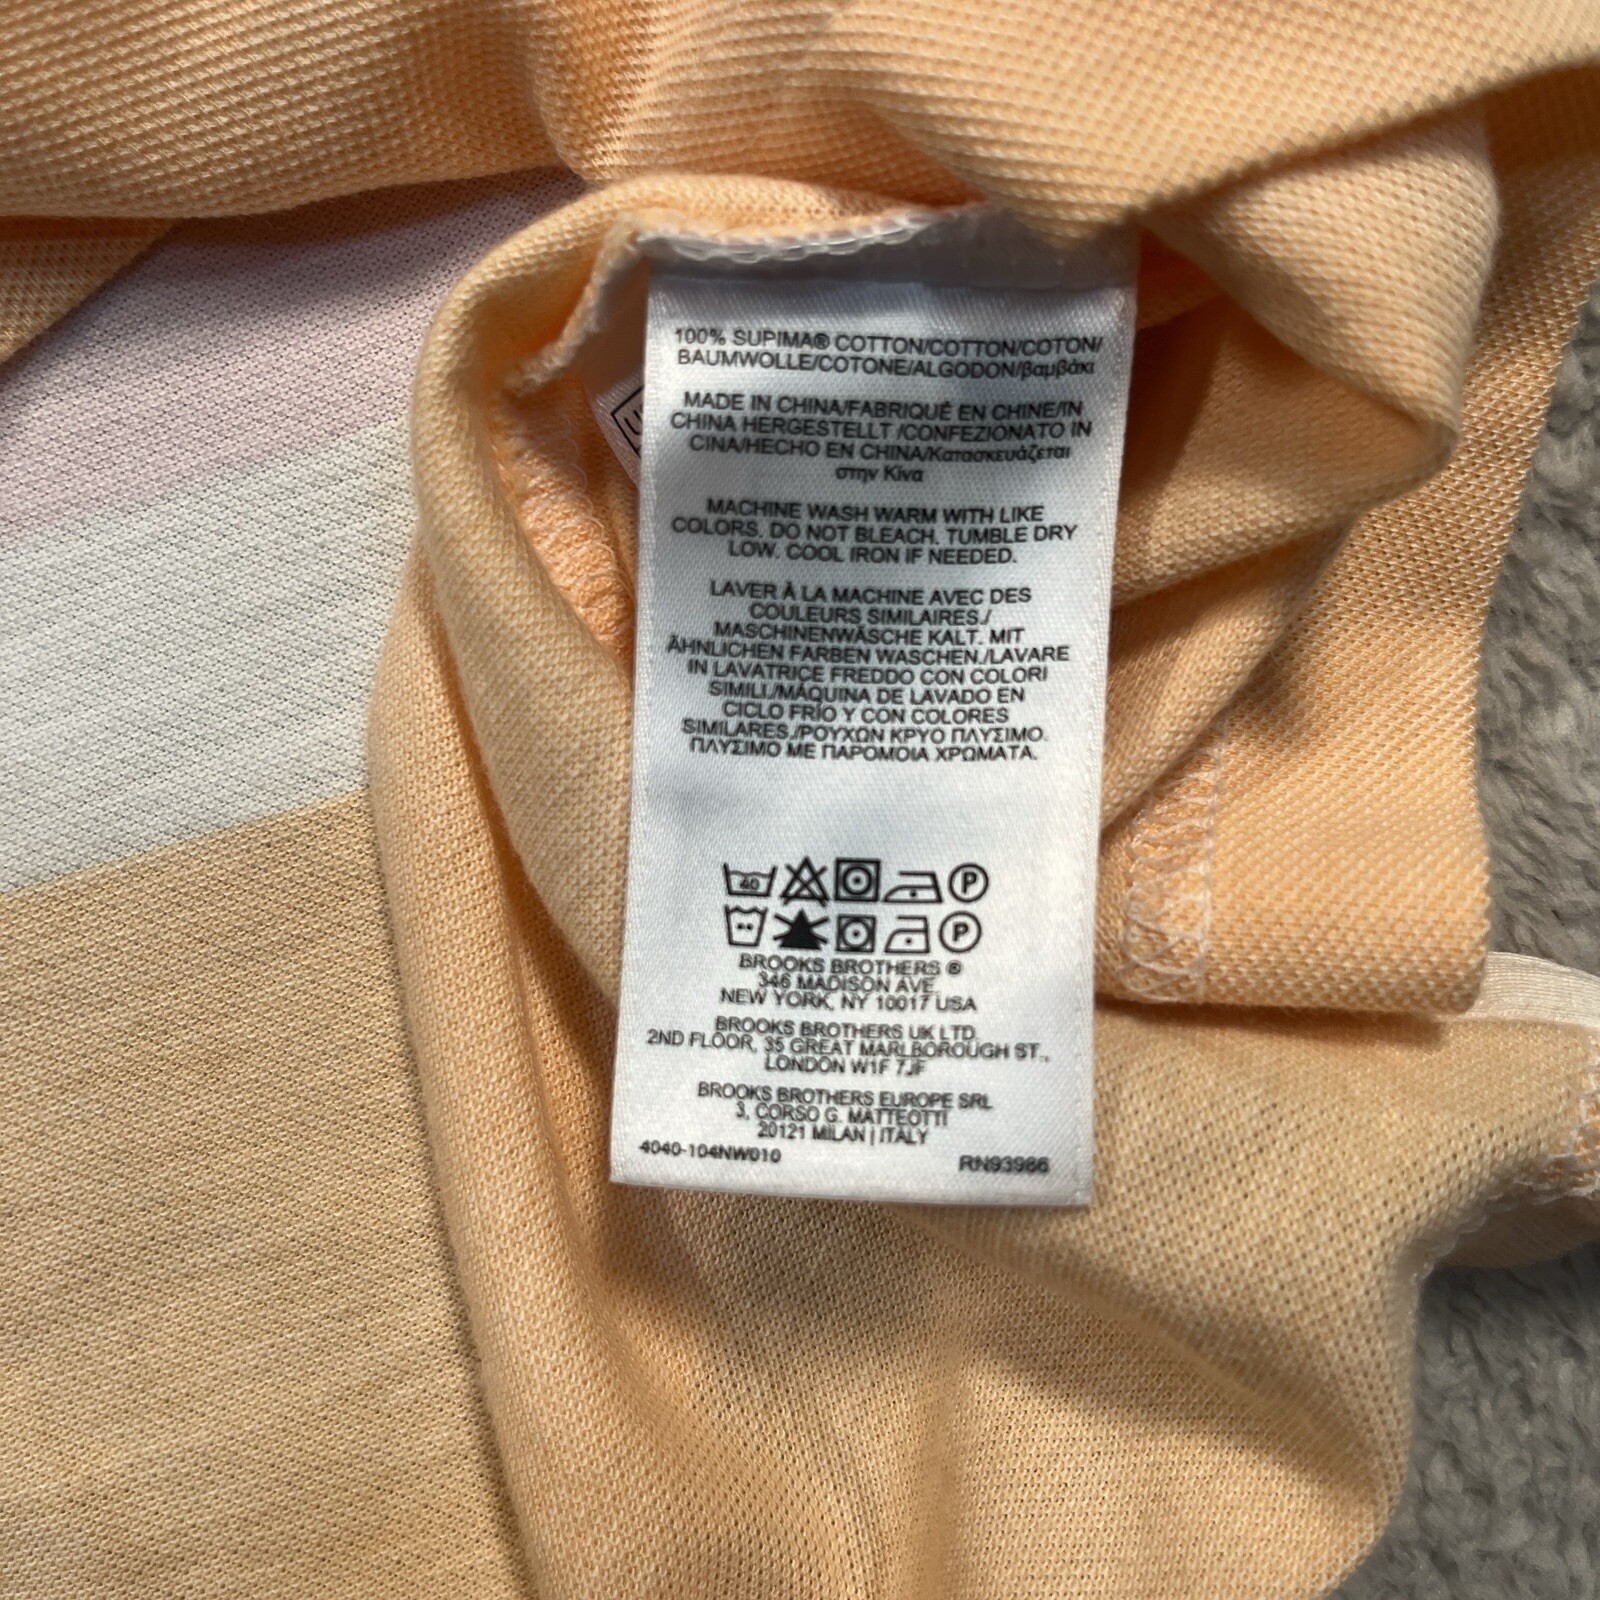 100% SUPIMA® COTTON/COTTON/COTON/
BAUMWOLLE/COTONE/ALGODON/βαμβάκι
MADE IN CHINA/FABRIQUÉ EN CHINE/IN
CHINA HERGESTELLT /CONFEZIONATO IN
CINA/HECHO EN CHINA/Κατασκευάζεται
στην Κίνα
MACHINE WASH WARM WITH LIKE
COLORS. DO NOT BLEACH. TUMBLE DRY
LOW. COOL IRON IF NEEDED.
LAVER À LA MACHINE AVEC DES
COULEURS SIMILAIRES./
MASCHINENWÄSCHE KALT. MIT
ÄHNLICHEN FARBEN WASCHEN./LAVARE
IN LAVATRICE FREDDO CON COLORI
SIMILI./MÁQUINA DE LAVADO EN
CICLO FRÍO Y CON COLORES
SIMILARES./ΡΟΥΧΩΝ ΚΡΥΟ ΠΛΥΣΙΜΟ.
ΠΛΥΣΙΜΟ ΜΕ ΠΑΡΟΜΟΙΑ ΧΡΩΜΑΤΑ.
40 P
P
BROOKS BROTHERS ®
346 MADISON AVE.
NEW YORK, NY 10017 USA
BROOKS BROTHERS UK LTD.
2ND FLOOR, 35 GREAT MARLBOROUGH ST.,
LONDON W1F 7JF
BROOKS BROTHERS EUROPE SRL
3, CORSO G. MATTEOTTI
20121 MILAN | ITALY
4040-104NW010 RN93986